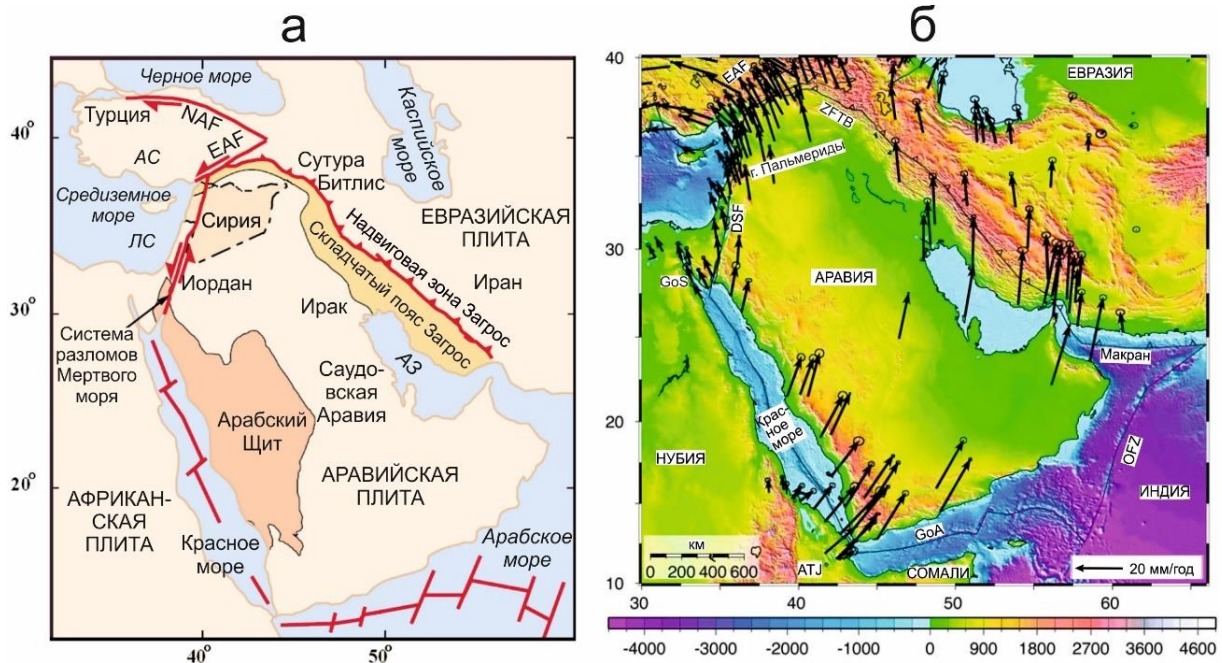 а
Черное море
Турция
NAF
EAF
40°
АС
Сутура
Битлис
Каспийское
море
Средиземное
море
Сирия
ЕВРАЗИЙСКАЯ
ПЛИТА
ЛС
Надвиговая зона Загрос
Складчатый пояс Загрос
Иордан
Иран
30°
Ирак
Система
разломов
Мертвого
моря
АЗ
Саудо-
вская
Аравия
Арабский
Щит
20°
АРАВИЙСКАЯ
ПЛИТА
АФРИКАН-
СКАЯ
ПЛИТА
Красное
море
Арабское
море
40°
50°
б
40
EAF
ЕВРАЗИЯ
ZFTB
г. Пальмериды
DSF
30
АРАВИЯ
GoS
Макран
Крас-
ное
море
20
НУБИЯ
OFZ
ИНДИЯ
GoA
км
0 200 400 600
ATJ
СОМАЛИ
20 мм/год
10
30
40
50
60
-4000
-3000
-2000
-1000
0
900
1800
2700
3600
4600